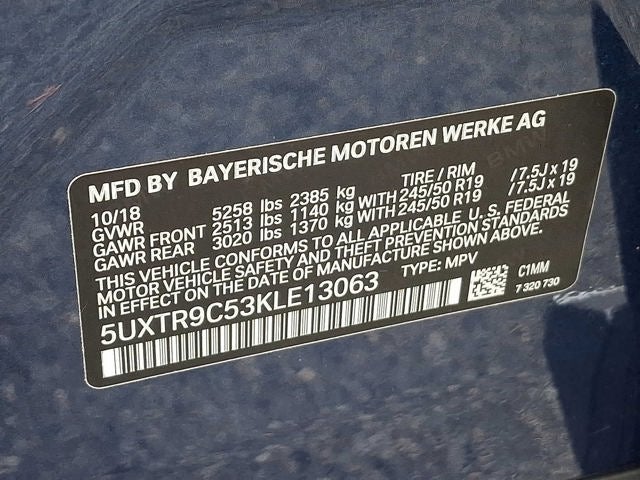 MFD BY BAYERISCHE MOTOREN WERKE AG
10/18 TIRE / RIM
GVWR 5258 lbs 2385 kg
GAWR FRONT 2513 lbs 1140 kg WITH 245/50 R19 /7.5J x 19
GAWR REAR 3020 lbs 1370 kg WITH 245/50 R19 /7.5J x 19
THIS VEHICLE CONFORMS TO ALL APPLICABLE U. S. FEDERAL
MOTOR VEHICLE SAFETY AND THEFT PREVENTION STANDARDS
IN EFFECT ON THE DATE OF MANUFACTURE SHOWN ABOVE.
5UXTR9C53KLE13063 TYPE: MPV C1MM
7 320 730